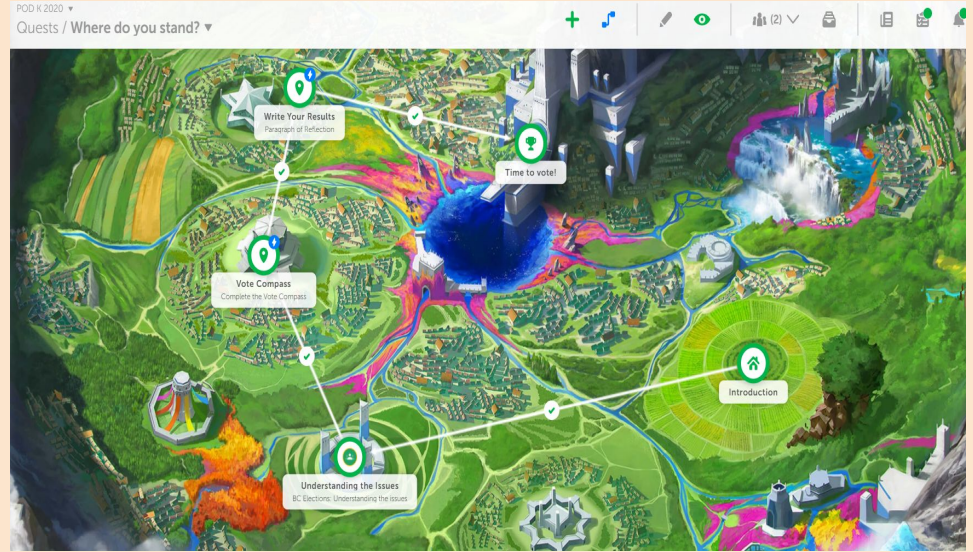 POD K 2020
Quests / Where do you stand?
(2)
Write Your Results
Paragraph of Reflection
Time to vote!
Vote Compass
Complete the Vote Compass
Introduction
Understanding the Issues
BC Elections: Understanding the issues